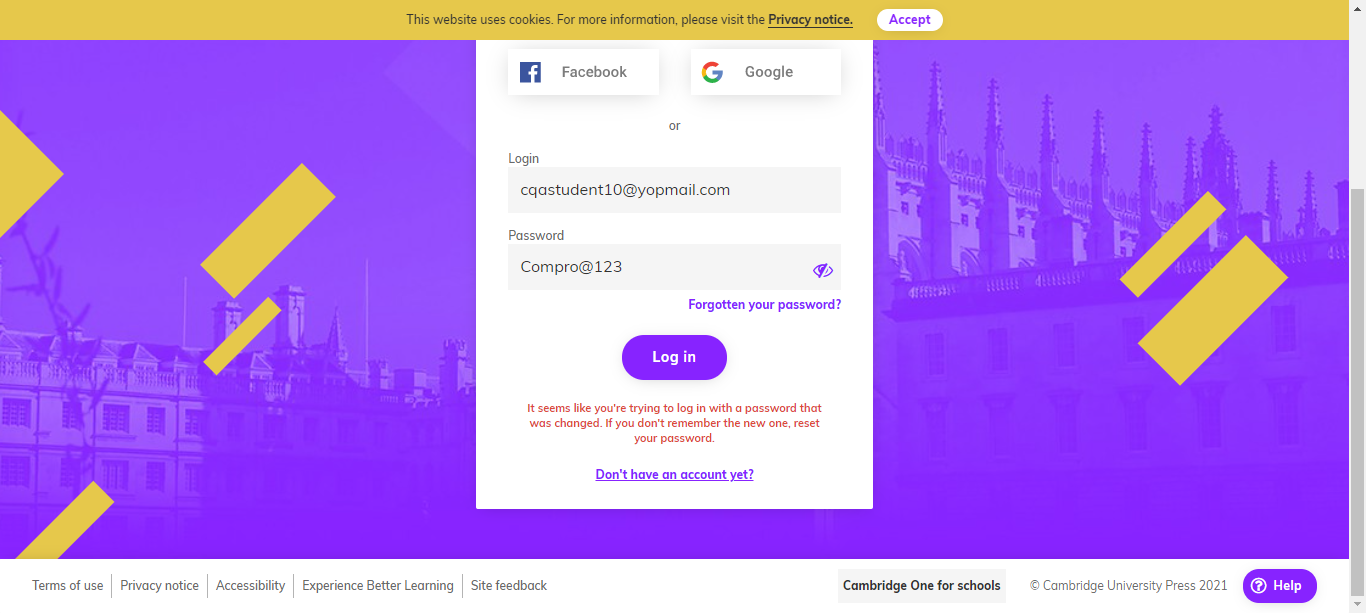 This website uses cookies. For more information, please visit the Privacy notice.
Accept
Facebook
Google
or
Login
cqastudent10@yopmail.com
Password
Compro@123
Forgotten your password?
Log in
It seems like you're trying to log in with a password that
was changed. If you don't remember the new one, reset
your password.
Don't have an account yet?
Terms of use
Privacy notice
Accessibility
Experience Better Learning
Site feedback
Cambridge One for schools
© Cambridge University Press 2021
? Help